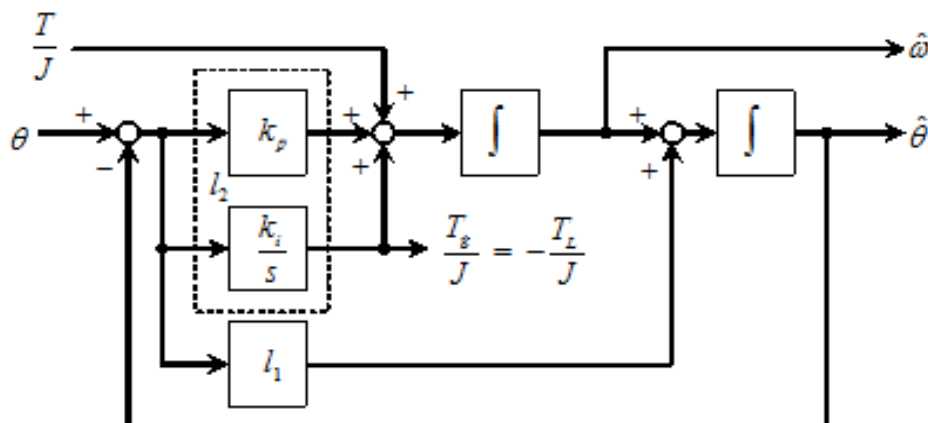 T/J
ω̂
+
+
+
+
θ
−
k_p
∫
∫
θ̂
+
+
l_2
k_i/s
T_g/J = −T_L/J
l_1